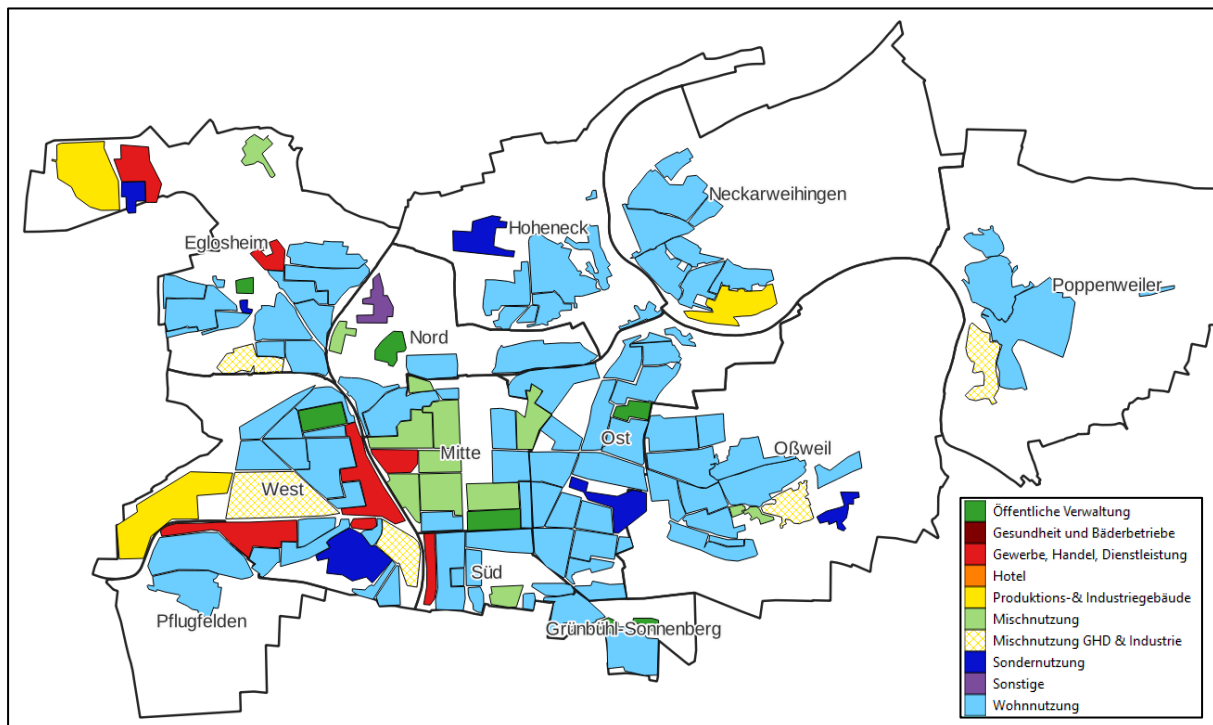 Neckarweihingen
Hoheneck
Eglosheim
Poppenweiler
Nord
Ost
Oßweil
Mitte
West
Süd
Pflugfelden
Grünbühl-Sonnenberg
Öffentliche Verwaltung
Gesundheit und Bäderbetriebe
Gewerbe, Handel, Dienstleistung
Hotel
Produktions-& Industriegebäude
Mischnutzung
Mischnutzung GHD & Industrie
Sondernutzung
Sonstige
Wohnnutzung